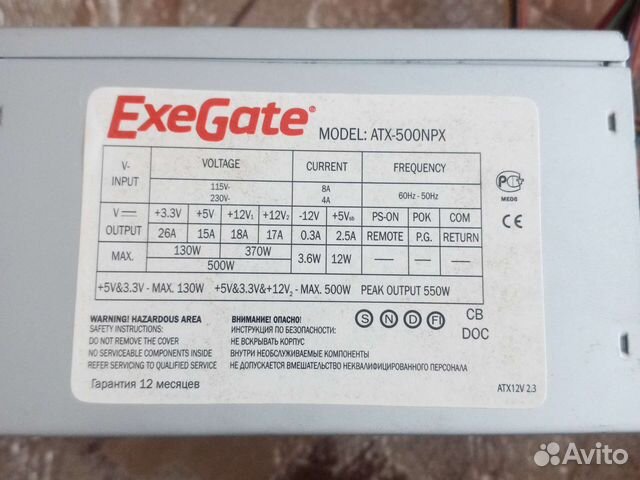 ExeGate®
MODEL: ATX-500NPX
V-INPUT VOLTAGE CURRENT FREQUENCY
115V- 8A 60Hz - 50Hz
230V- 4A
V OUTPUT +3.3V +5V +12V1 +12V2 -12V +5Vsb PS-ON POK COM
26A 15A 18A 17A 0.3A 2.5A REMOTE P.G. RETURN
MAX. 130W 370W 3.6W 12W — — —
500W
+5V&3.3V - MAX. 130W +5V&3.3V&+12V2 - MAX. 500W PEAK OUTPUT 550W
РСТ
ME06
CE
WARNING! HAZARDOUS AREA
SAFETY INSTRUCTIONS:
DO NOT REMOVE THE COVER
NO SERVICEABLE COMPONENTS INSIDE
REFER SERVICING TO QUALIFIED SERVICE
ВНИМАНИЕ! ОПАСНО!
ИНСТРУКЦИЯ ПО БЕЗОПАСНОСТИ:
НЕ ВСКРЫВАТЬ КОРПУС
ВНУТРИ НЕОБСЛУЖИВАЕМЫЕ КОМПОНЕНТЫ
НЕ ДОПУСКАЕТСЯ ВМЕШАТЕЛЬСТВО НЕКВАЛИФИЦИРОВАННОГО ПЕРСОНАЛА
S N D FI
CB
DOC
Гарантия 12 месяцев
ATX12V 2.3
Avito